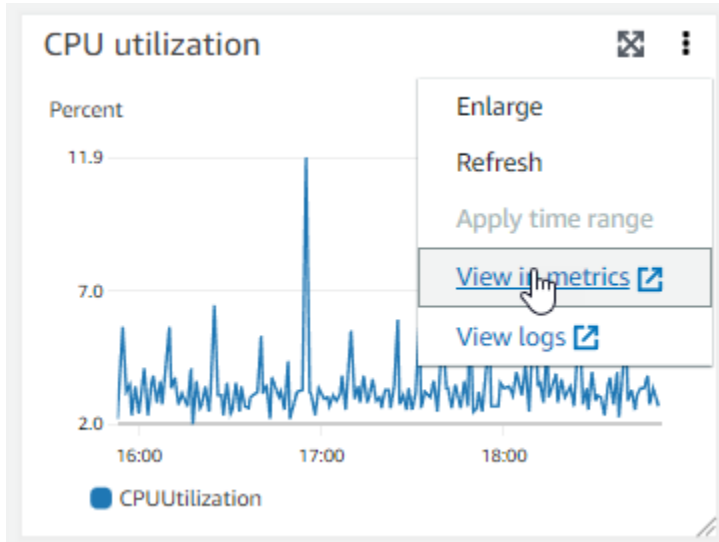 CPU utilization
Percent
11.9
7.0
2.0
16:00 17:00 18:00
CPUUtilization
Enlarge
Refresh
Apply time range
View in metrics
View logs